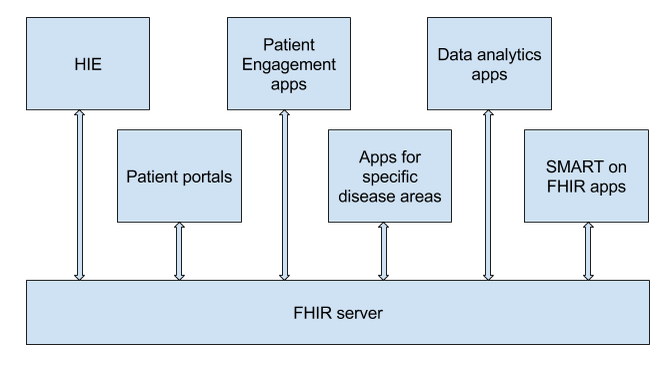 HIE
Patient
Engagement
apps
Data analytics
apps
Patient portals
Apps for
specific
disease areas
SMART on
FHIR apps
FHIR server